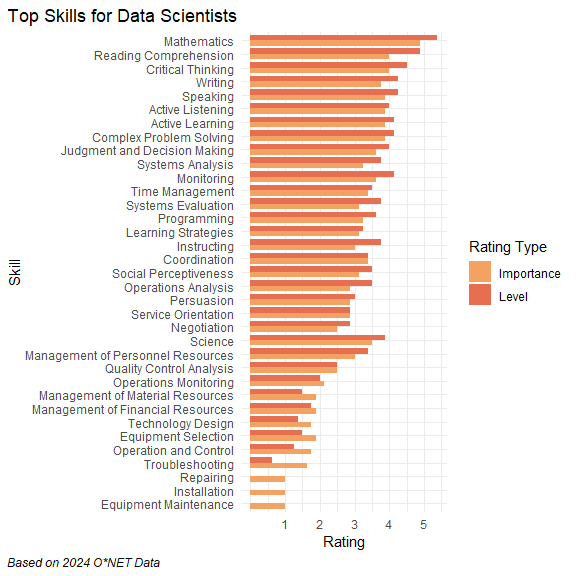 Top Skills for Data Scientists
Mathematics
Reading Comprehension
Critical Thinking
Writing
Speaking
Active Listening
Active Learning
Complex Problem Solving
Judgment and Decision Making
Systems Analysis
Monitoring
Time Management
Systems Evaluation
Programming
Learning Strategies
Instructing
Coordination
Social Perceptiveness
Operations Analysis
Persuasion
Service Orientation
Negotiation
Science
Management of Personnel Resources
Quality Control Analysis
Operations Monitoring
Management of Material Resources
Management of Financial Resources
Technology Design
Equipment Selection
Operation and Control
Troubleshooting
Repairing
Installation
Equipment Maintenance
Skill
1 2 3 4 5
Rating
Rating Type
Importance
Level
Based on 2024 O*NET Data